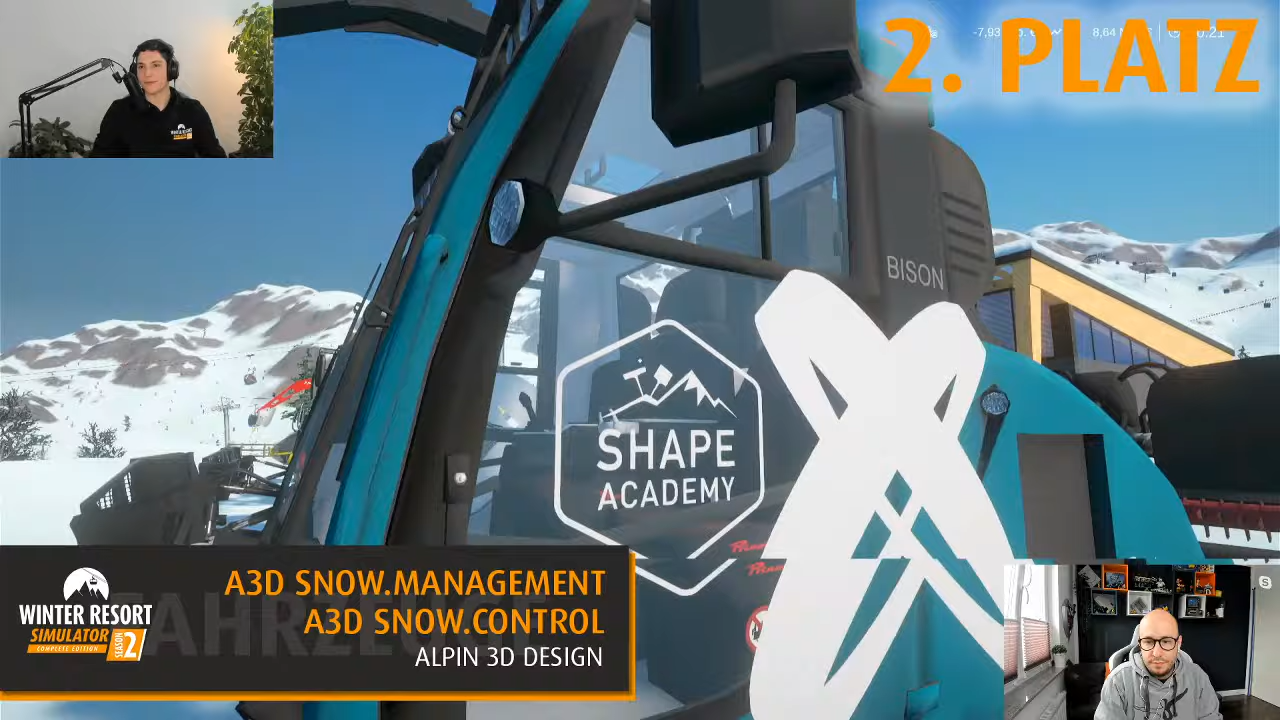 2. PLATZ
BISON
SHAPE
ACADEMY
A3D SNOW.MANAGEMENT
A3D SNOW.CONTROL
ALPIN 3D DESIGN
WINTER RESORT
SIMULATOR
SEASON 2
COMPLETE EDITION